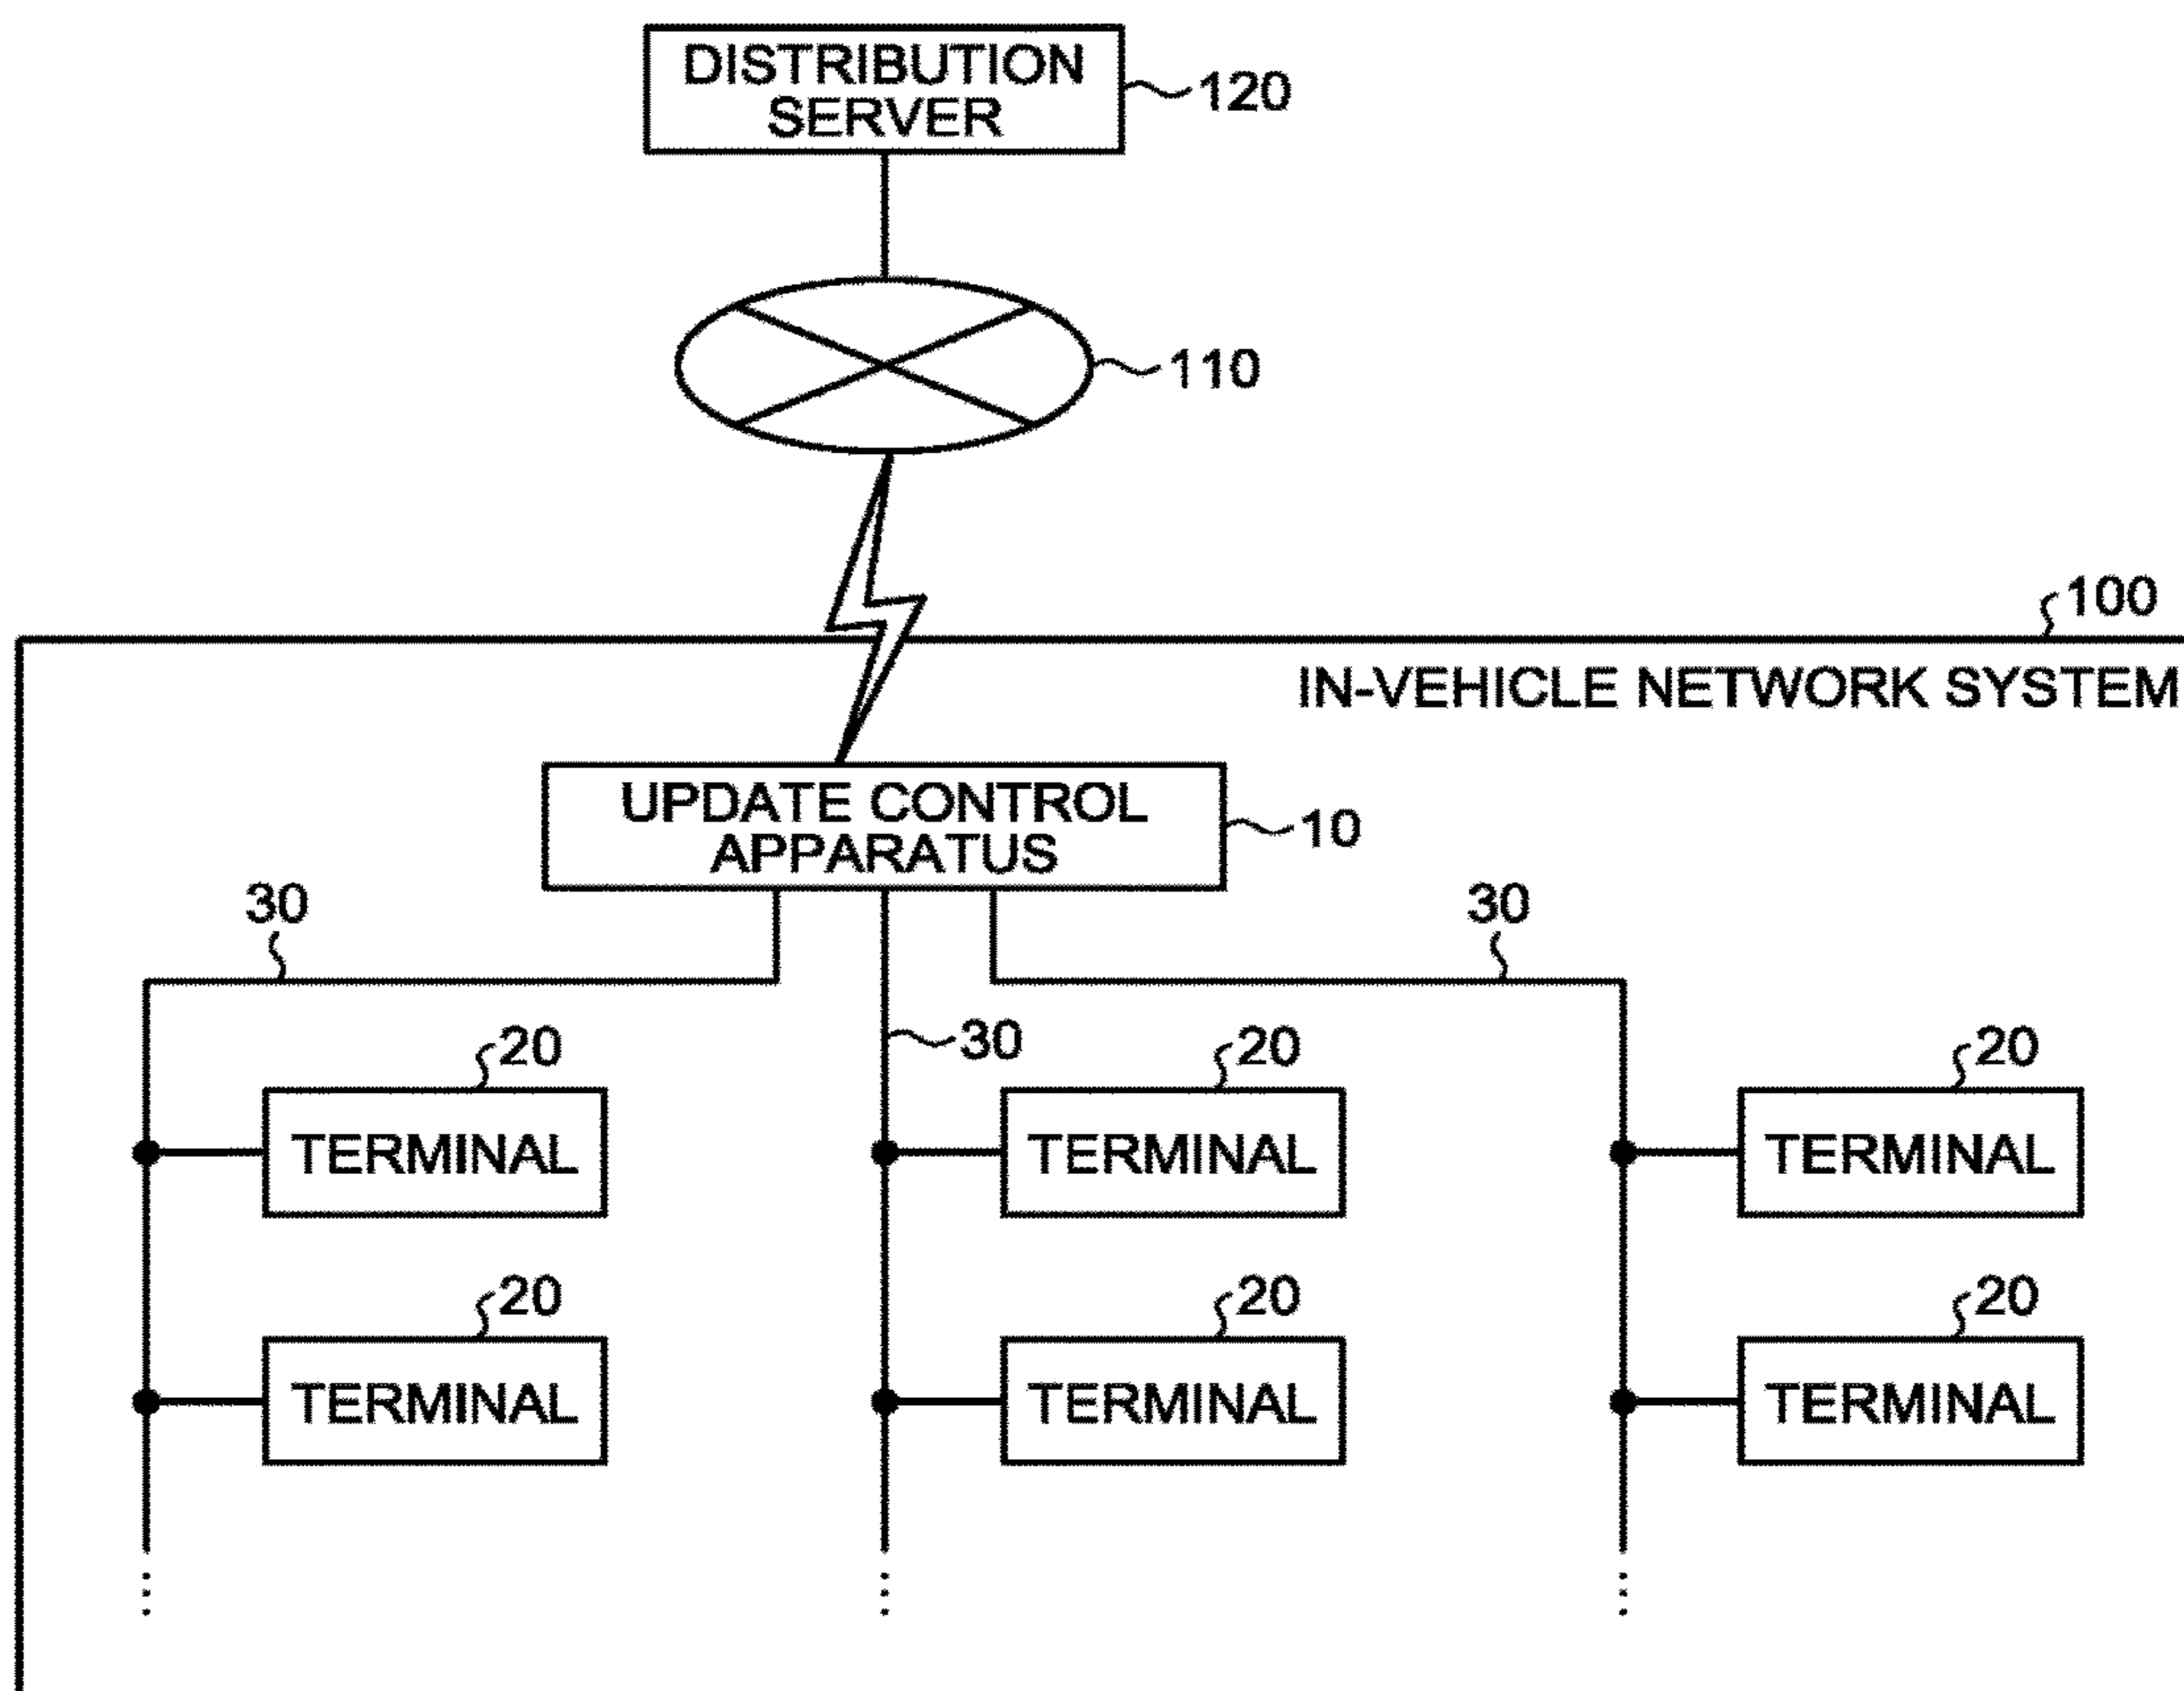 DISTRIBUTION
SERVER
120
110
100
IN-VEHICLE NETWORK SYSTEM
UPDATE CONTROL
APPARATUS
10
30
30
30
20
20
20
TERMINAL
TERMINAL
TERMINAL
20
20
20
TERMINAL
TERMINAL
TERMINAL